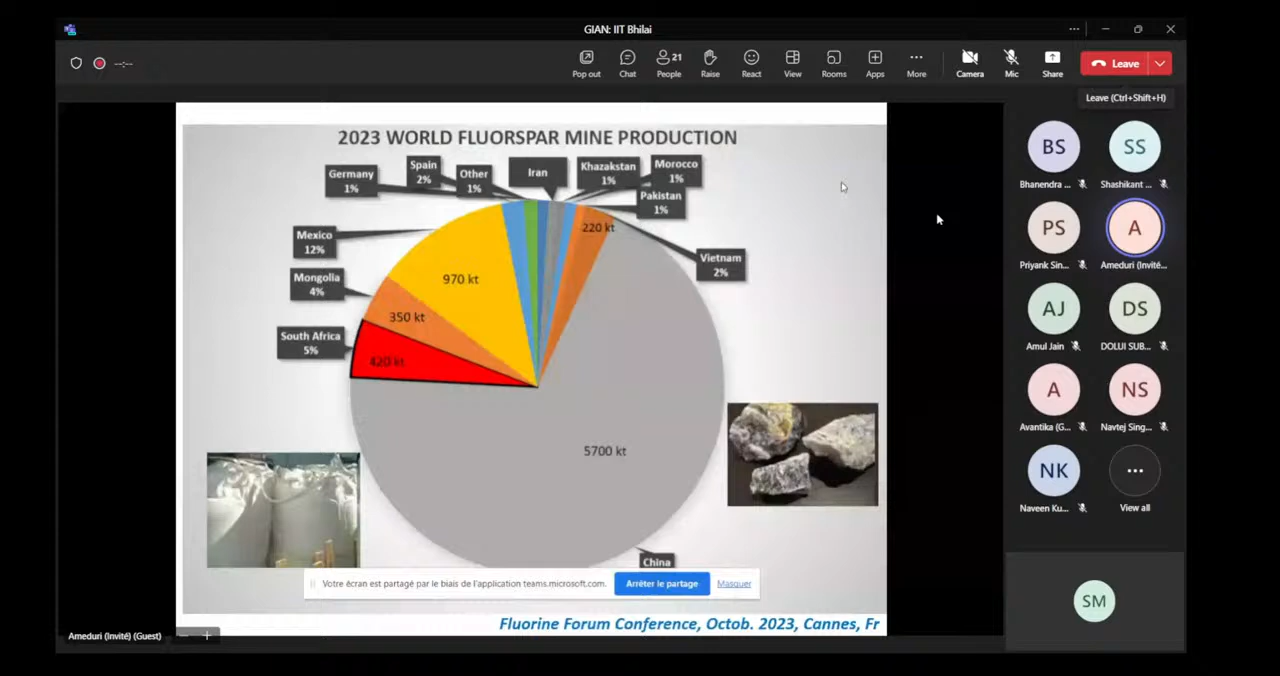 GIAN: IIT Bhilai
--:--
Pop out
Chat
21
People
Raise
React
View
Rooms
Apps
More
Camera
Mic
Share
Leave
Leave (Ctrl+Shift+H)
2023 WORLD FLUORSPAR MINE PRODUCTION
Germany
1%
Spain
2%
Other
1%
Iran
Khazakstan
1%
Morocco
1%
Pakistan
1%
Vietnam
2%
Mexico
12%
Mongolia
4%
South Africa
5%
220 kt
970 kt
350 kt
420 kt
5700 kt
China
Votre écran est partagé par le biais de l'application teams.microsoft.com.
Arrêter le partage
Masquer
Fluorine Forum Conference, Octob. 2023, Cannes, Fr
Ameduri (Invité) (Guest)
BS
Bhanendra ...
SS
Shashikant ...
PS
Priyank Sin...
A
Ameduri (Invité...
AJ
Amul Jain
DS
DOLUI SUB...
A
Avantika (G...
NS
Navtej Sing...
NK
Naveen Ku...
...
View all
SM